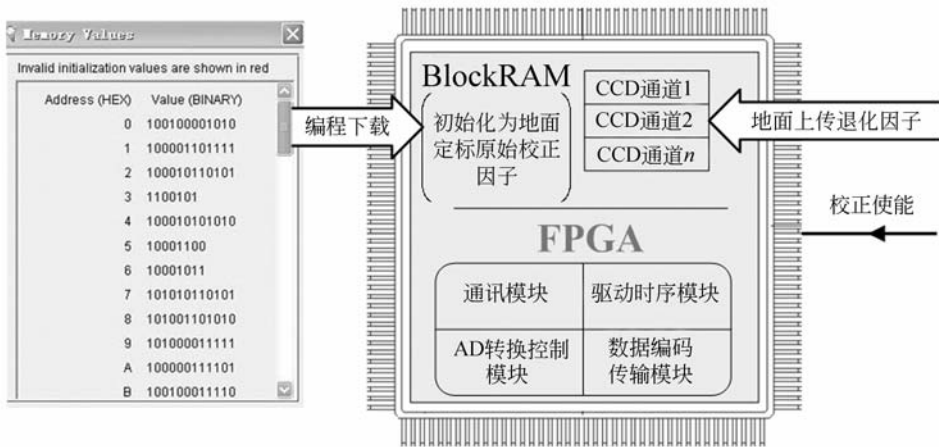 Memory Values
Invalid initialization values are shown in red
Address (HEX) Value (BINARY)
0 100100001010
1 100001101111
2 100010110101
3 1100101
4 100010101010
5 10001100
6 10001011
7 101010110101
8 101001101010
9 101000011111
A 100000111101
B 100100011110
编程下载
BlockRAM
初始化为地面
定标原始校正
因子
CCD通道1
CCD通道2
CCD通道n
地面上传退化因子
校正使能
FPGA
通讯模块
驱动时序模块
AD转换控制
模块
数据编码
传输模块